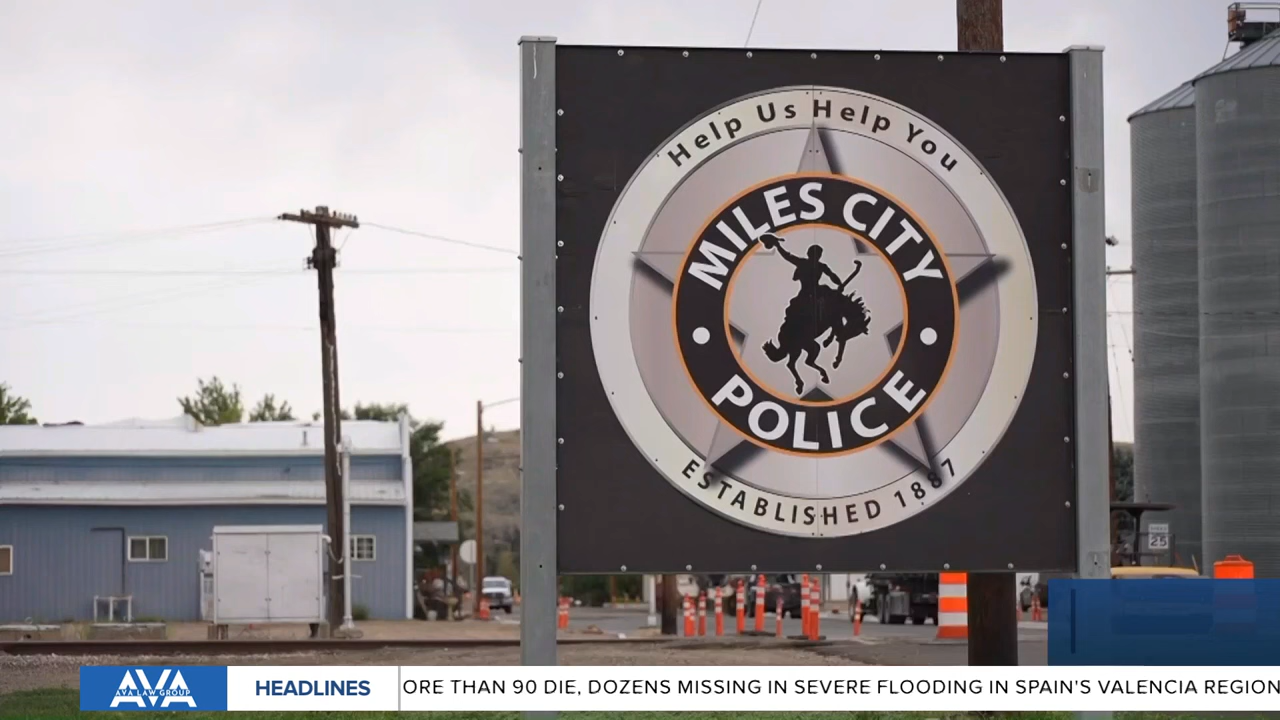 Help Us Help You
MILES CITY
POLICE
ESTABLISHED 1887
25
AVA
AVA LAW GROUP
HEADLINES
ORE THAN 90 DIE, DOZENS MISSING IN SEVERE FLOODING IN SPAIN'S VALENCIA REGION